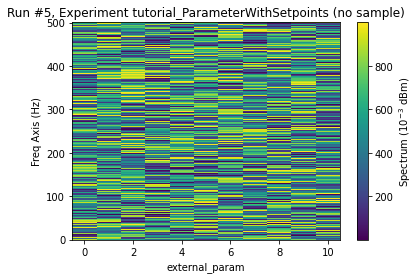 Run #5, Experiment tutorial_ParameterWithSetpoints (no sample)
500
400
300
200
100
0
Freq Axis (Hz)
0 2 4 6 8 10
external_param
800
600
400
200
Spectrum (10⁻³ dBm)